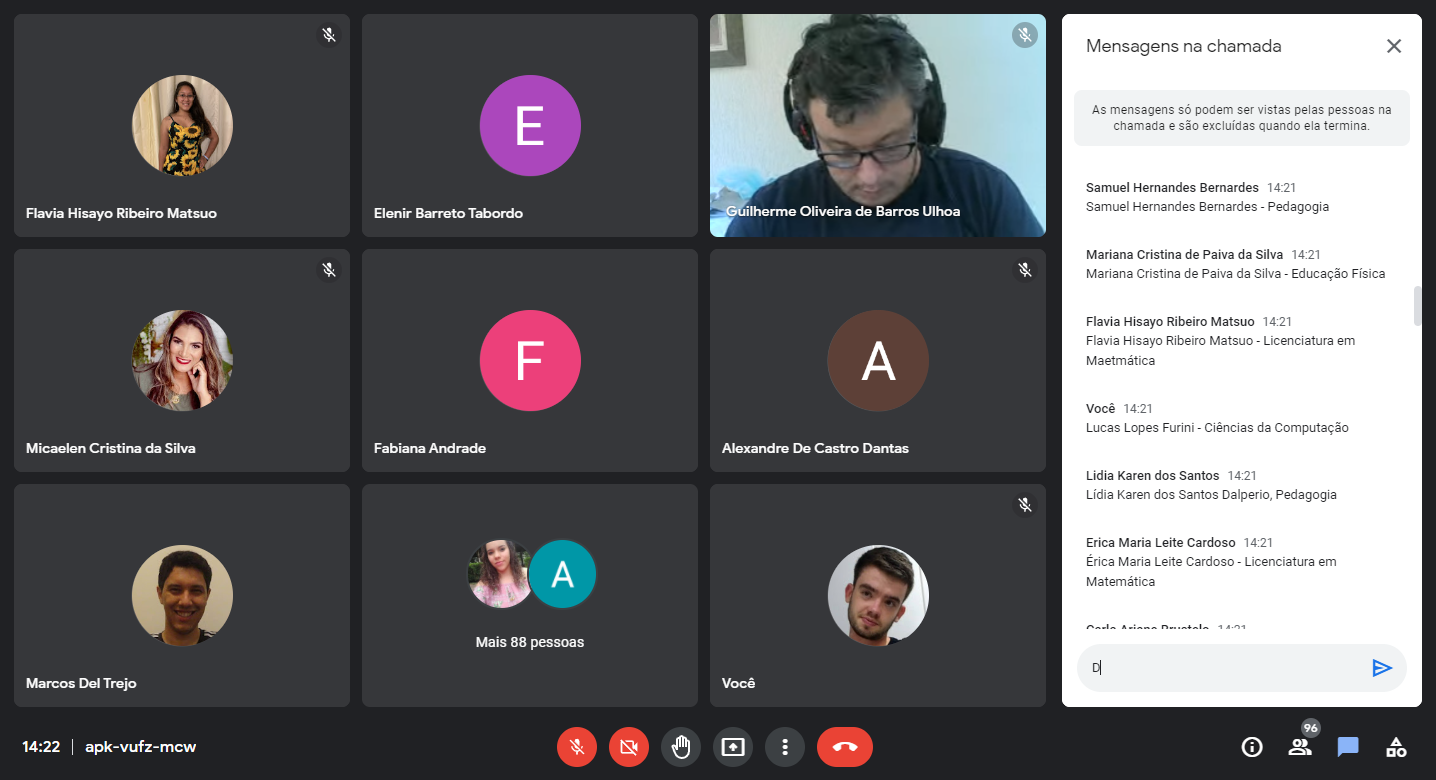 Flavia Hisayo Ribeiro Matsuo
E
Elenir Barreto Tabordo
Guilherme Oliveira de Barros Ulhoa
Micaelen Cristina da Silva
F
Fabiana Andrade
A
Alexandre De Castro Dantas
Marcos Del Trejo
A
Mais 88 pessoas
Você
Mensagens na chamada
As mensagens só podem ser vistas pelas pessoas na
chamada e são excluídas quando ela termina.
Samuel Hernandes Bernardes 14:21
Samuel Hernandes Bernardes - Pedagogia
Mariana Cristina de Paiva da Silva 14:21
Mariana Cristina de Paiva da Silva - Educação Física
Flavia Hisayo Ribeiro Matsuo 14:21
Flavia Hisayo Ribeiro Matsuo - Licenciatura em
Maetmática
Você 14:21
Lucas Lopes Furini - Ciências da Computação
Lidia Karen dos Santos 14:21
Lídia Karen dos Santos Dalperio, Pedagogia
Erica Maria Leite Cardoso 14:21
Érica Maria Leite Cardoso - Licenciatura em
Matemática
14:21
D
14:22 | apk-vufz-mcw
96